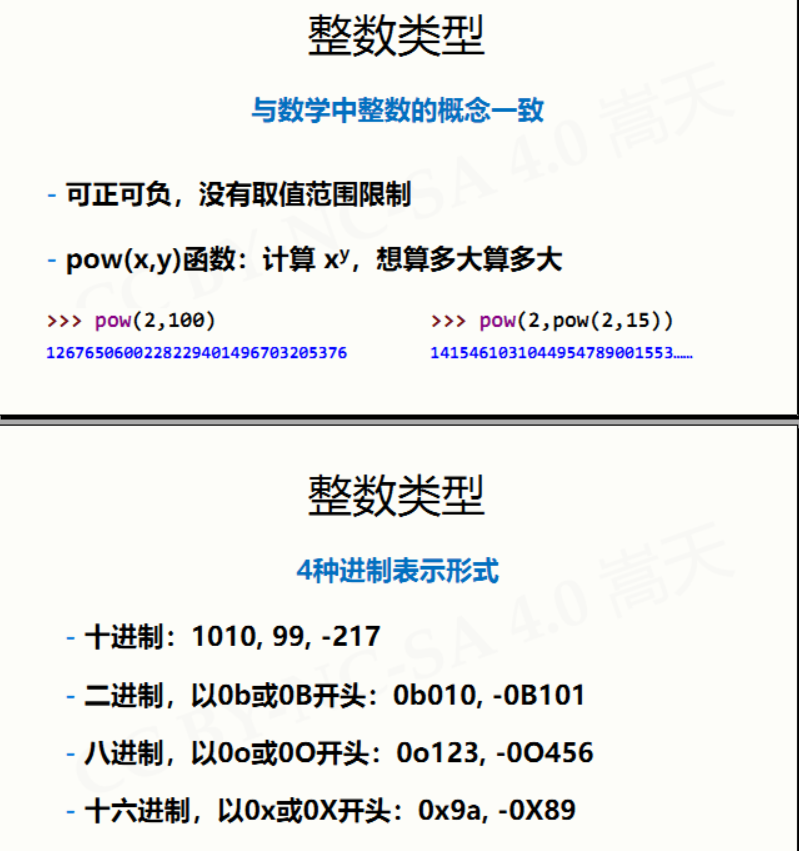 整数类型
与数学中整数的概念一致
- 可正可负，没有取值范围限制
- pow(x,y)函数：计算 xʸ，想算多大算多大
>>> pow(2,100)
1267650600228229401496703205376
>>> pow(2,pow(2,15))
1415461031044954789001553……
CC BY-NC-SA 4.0 嵩天
整数类型
4种进制表示形式
- 十进制：1010, 99, -217
- 二进制，以0b或0B开头：0b010, -0B101
- 八进制，以0o或0O开头：0o123, -0O456
- 十六进制，以0x或0X开头：0x9a, -0X89
CC BY-NC-SA 4.0 嵩天